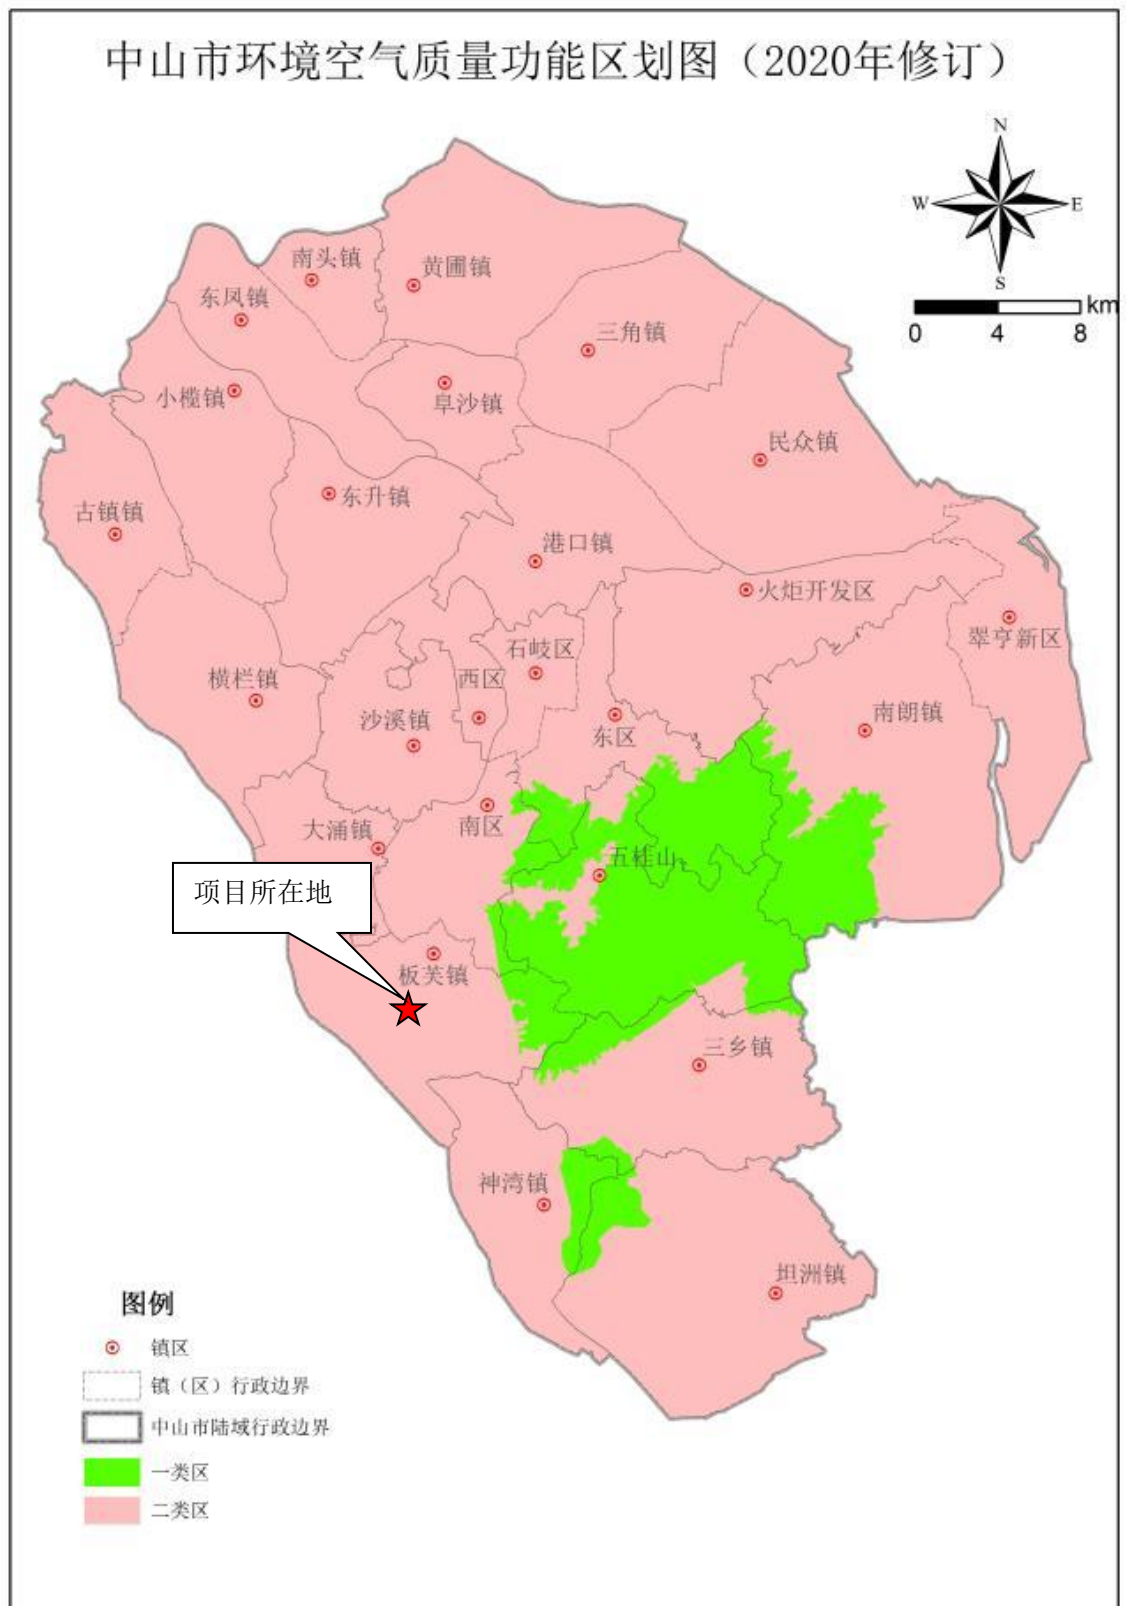 中山市环境空气质量功能区划图（2020年修订）
N
W
E
S
km
0
4
8
南头镇
黄圃镇
东凤镇
三角镇
小榄镇
阜沙镇
民众镇
东升镇
古镇镇
港口镇
火炬开发区
翠亨新区
石岐区
横栏镇
西区
沙溪镇
南朗镇
东区
大涌镇
南区
五桂山
项目所在地
板芙镇
三乡镇
神湾镇
坦洲镇
图例
镇区
镇（区）行政边界
中山市陆域行政边界
一类区
二类区